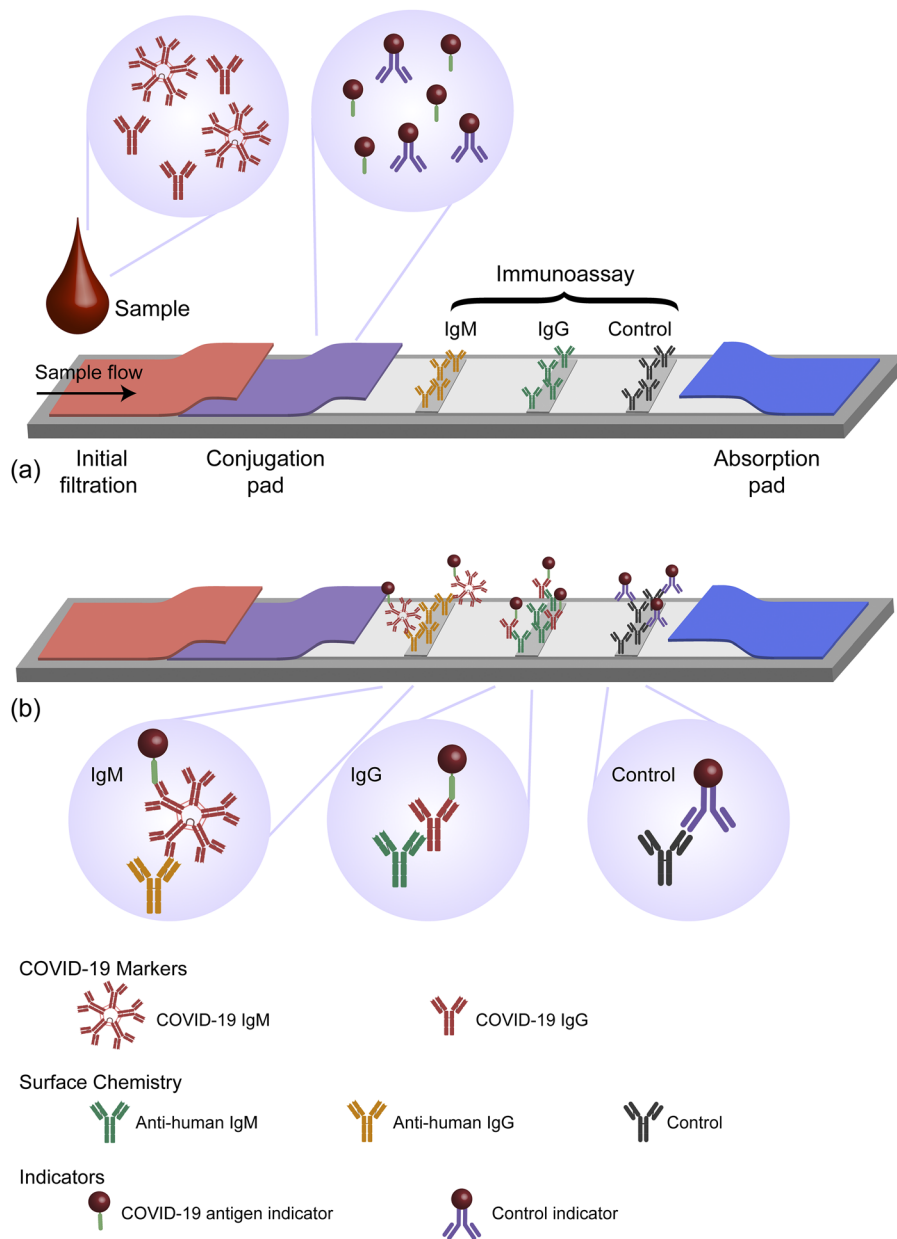 Sample
Immunoassay
IgM
IgG
Control
Sample flow
(a)
Initial
filtration
Conjugation
pad
Absorption
pad
(b)
IgM
IgG
Control
COVID-19 Markers
COVID-19 IgM
COVID-19 IgG
Surface Chemistry
Anti-human IgM
Anti-human IgG
Control
Indicators
COVID-19 antigen indicator
Control indicator